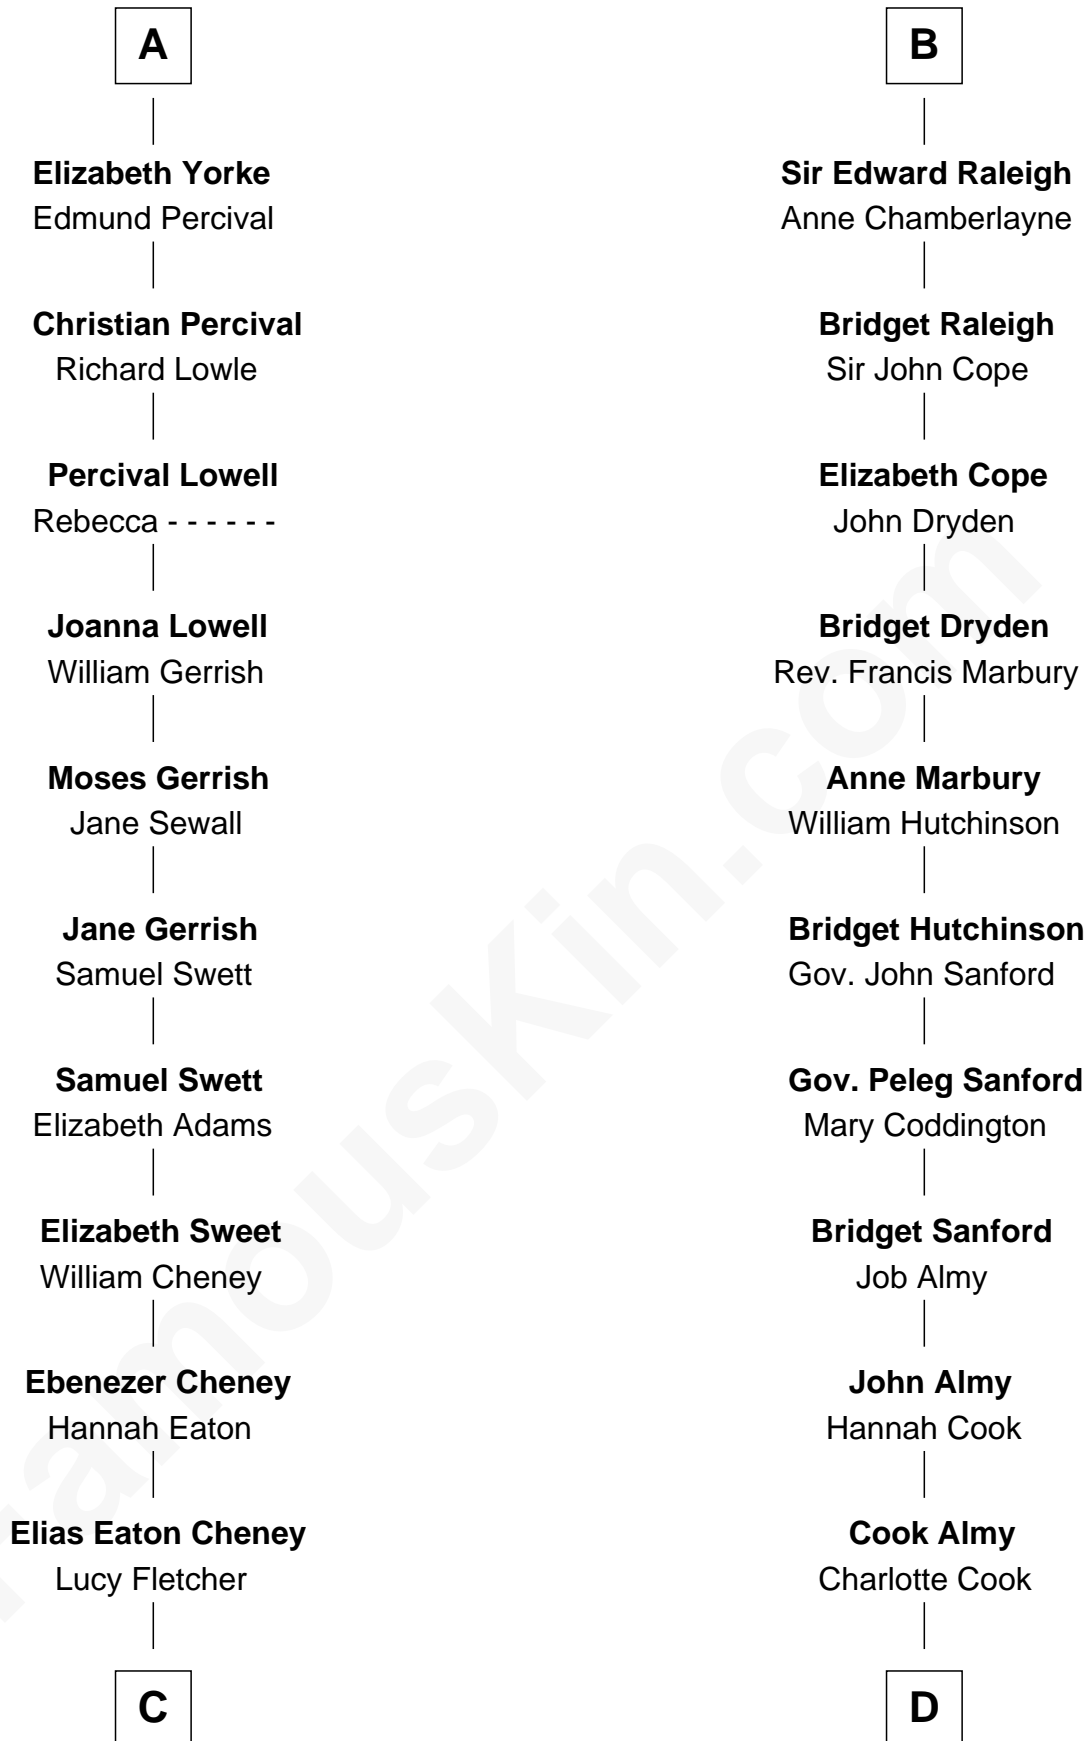 A
Elizabeth Yorke
Edmund Percival
Christian Percival
Richard Lowle
Percival Lowell
Rebecca - - - - - -
Joanna Lowell
William Gerrish
Moses Gerrish
Jane Sewall
Jane Gerrish
Samuel Swett
Samuel Swett
Elizabeth Adams
Elizabeth Sweet
William Cheney
Ebenezer Cheney
Hannah Eaton
Elias Eaton Cheney
Lucy Fletcher
C
B
Sir Edward Raleigh
Anne Chamberlayne
Bridget Raleigh
Sir John Cope
Elizabeth Cope
John Dryden
Bridget Dryden
Rev. Francis Marbury
Anne Marbury
William Hutchinson
Bridget Hutchinson
Gov. John Sanford
Gov. Peleg Sanford
Mary Coddington
Bridget Sanford
Job Almy
John Almy
Hannah Cook
Cook Almy
Charlotte Cook
D
FamousKin.com